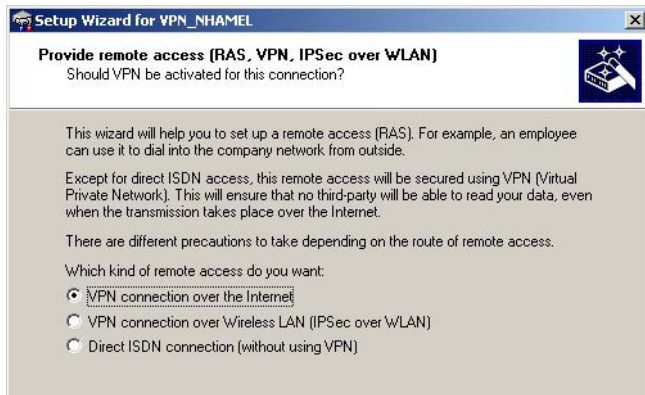 Setup Wizard for VPN_NHAMEL
Provide remote access (RAS, VPN, IPSec over WLAN)
Should VPN be activated for this connection?
This wizard will help you to set up a remote access (RAS). For example, an employee
can use it to dial into the company network from outside.
Except for direct ISDN access, this remote access will be secured using VPN (Virtual
Private Network). This will ensure that no third-party will be able to read your data, even
when the transmission takes place over the Internet.
There are different precautions to take depending on the route of remote access.
Which kind of remote access do you want:
VPN connection over the Internet
VPN connection over Wireless LAN (IPSec over WLAN)
Direct ISDN connection (without using VPN)